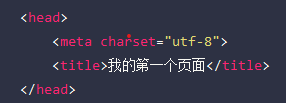 <head>
<meta charset="utf-8">
<title>我的第一个页面</title>
</head>